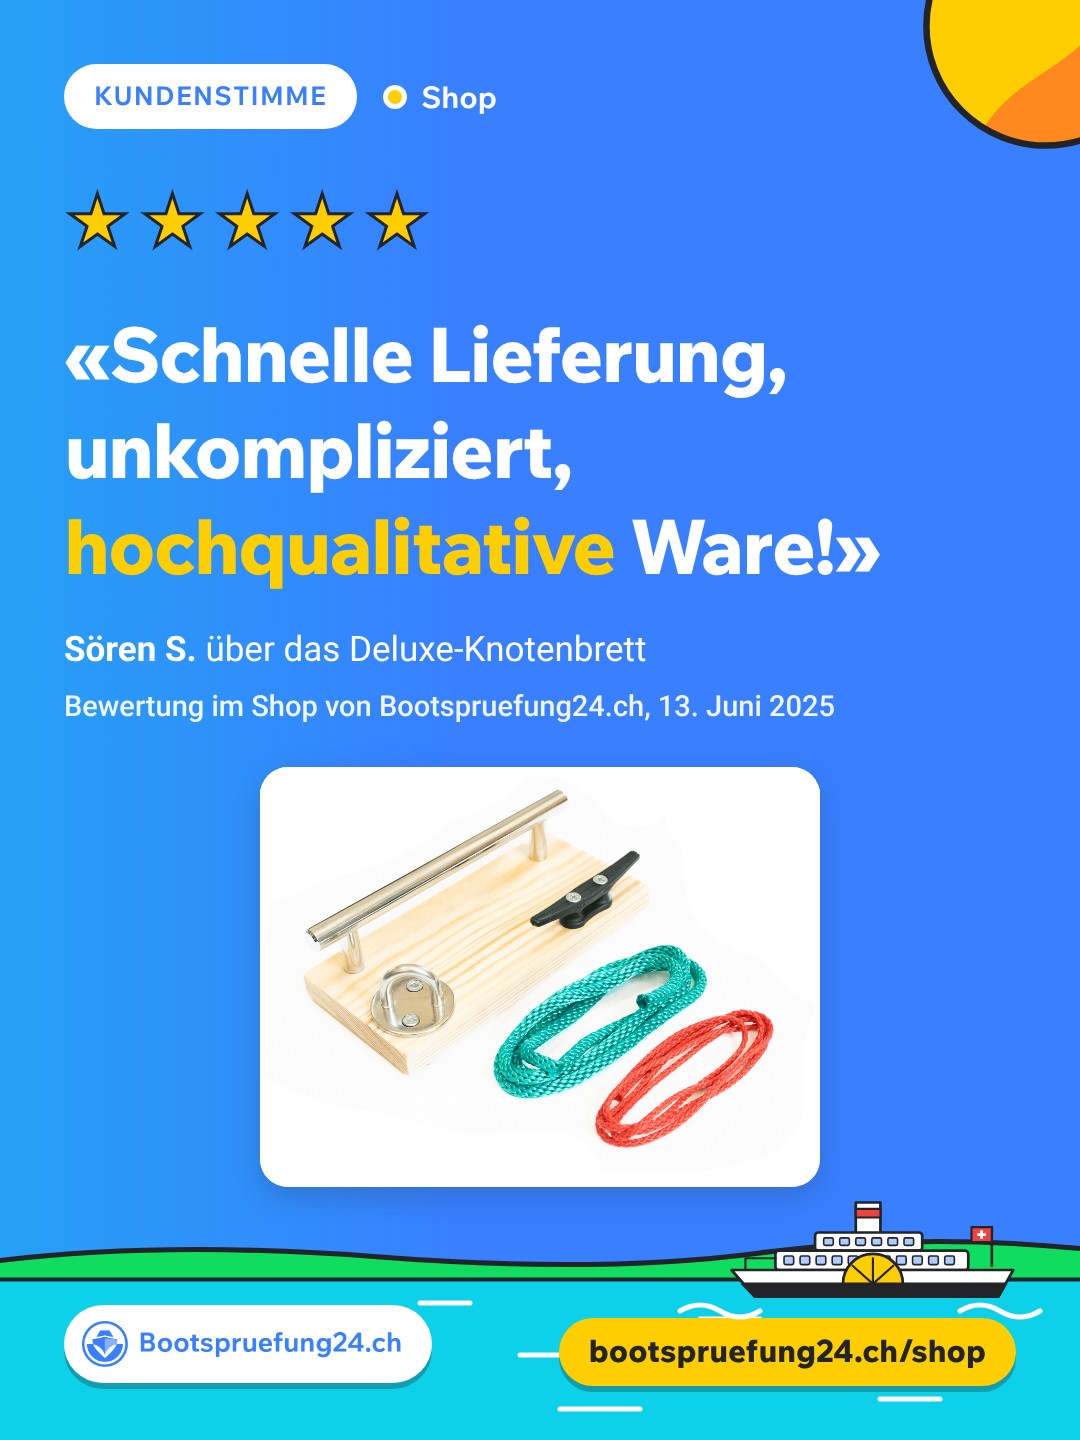 KUNDENSTIMME
Shop
«Schnelle Lieferung,
unkompliziert,
hochqualitative Ware!»
Sören S. über das Deluxe-Knotenbrett
Bewertung im Shop von Bootspruefung24.ch, 13. Juni 2025
Bootspruefung24.ch
bootspruefung24.ch/shop